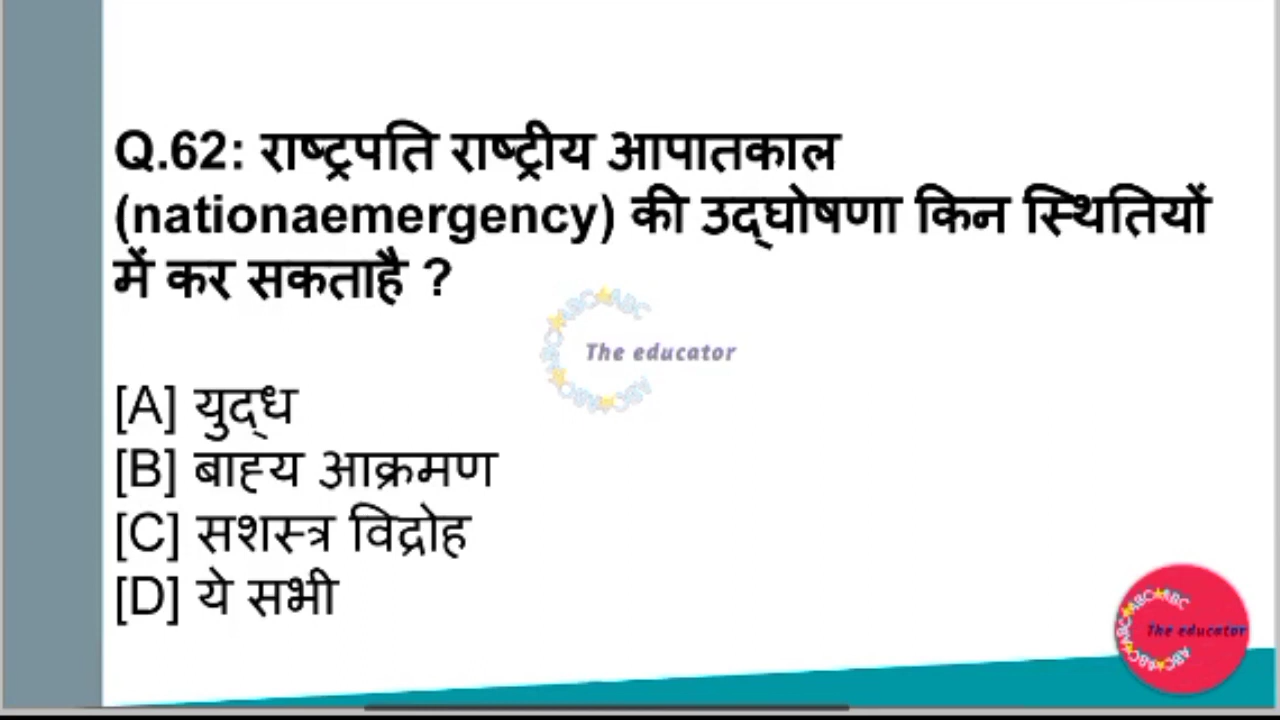 Q.62: राष्ट्रपति राष्ट्रीय आपातकाल
(nationaemergency) की उद्घोषणा किन स्थितियों
में कर सकताहै ?
The educator
[A] युद्ध
[B] बाह्य आक्रमण
[C] सशस्त्र विद्रोह
[D] ये सभी
The educator